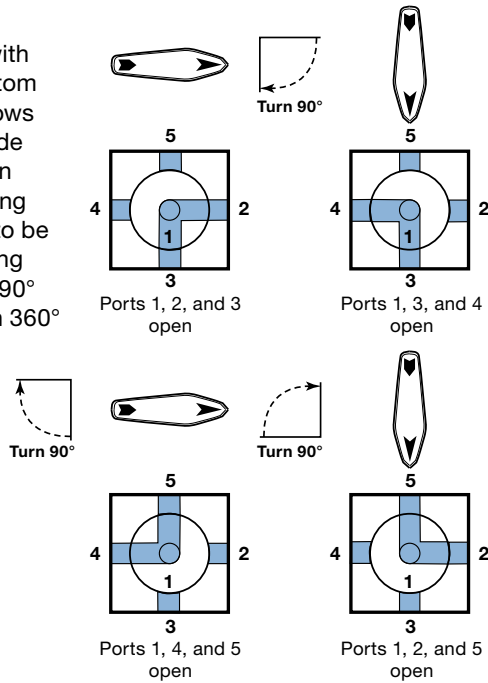 with
tom
ows
de
n
ng
to be
ng
90°
n 360°
Turn 90°
5
4
2
1
3
Ports 1, 2, and 3
open
5
4
2
1
3
Ports 1, 3, and 4
open
Turn 90°
Turn 90°
5
4
2
1
3
Ports 1, 4, and 5
open
5
4
2
1
3
Ports 1, 2, and 5
open